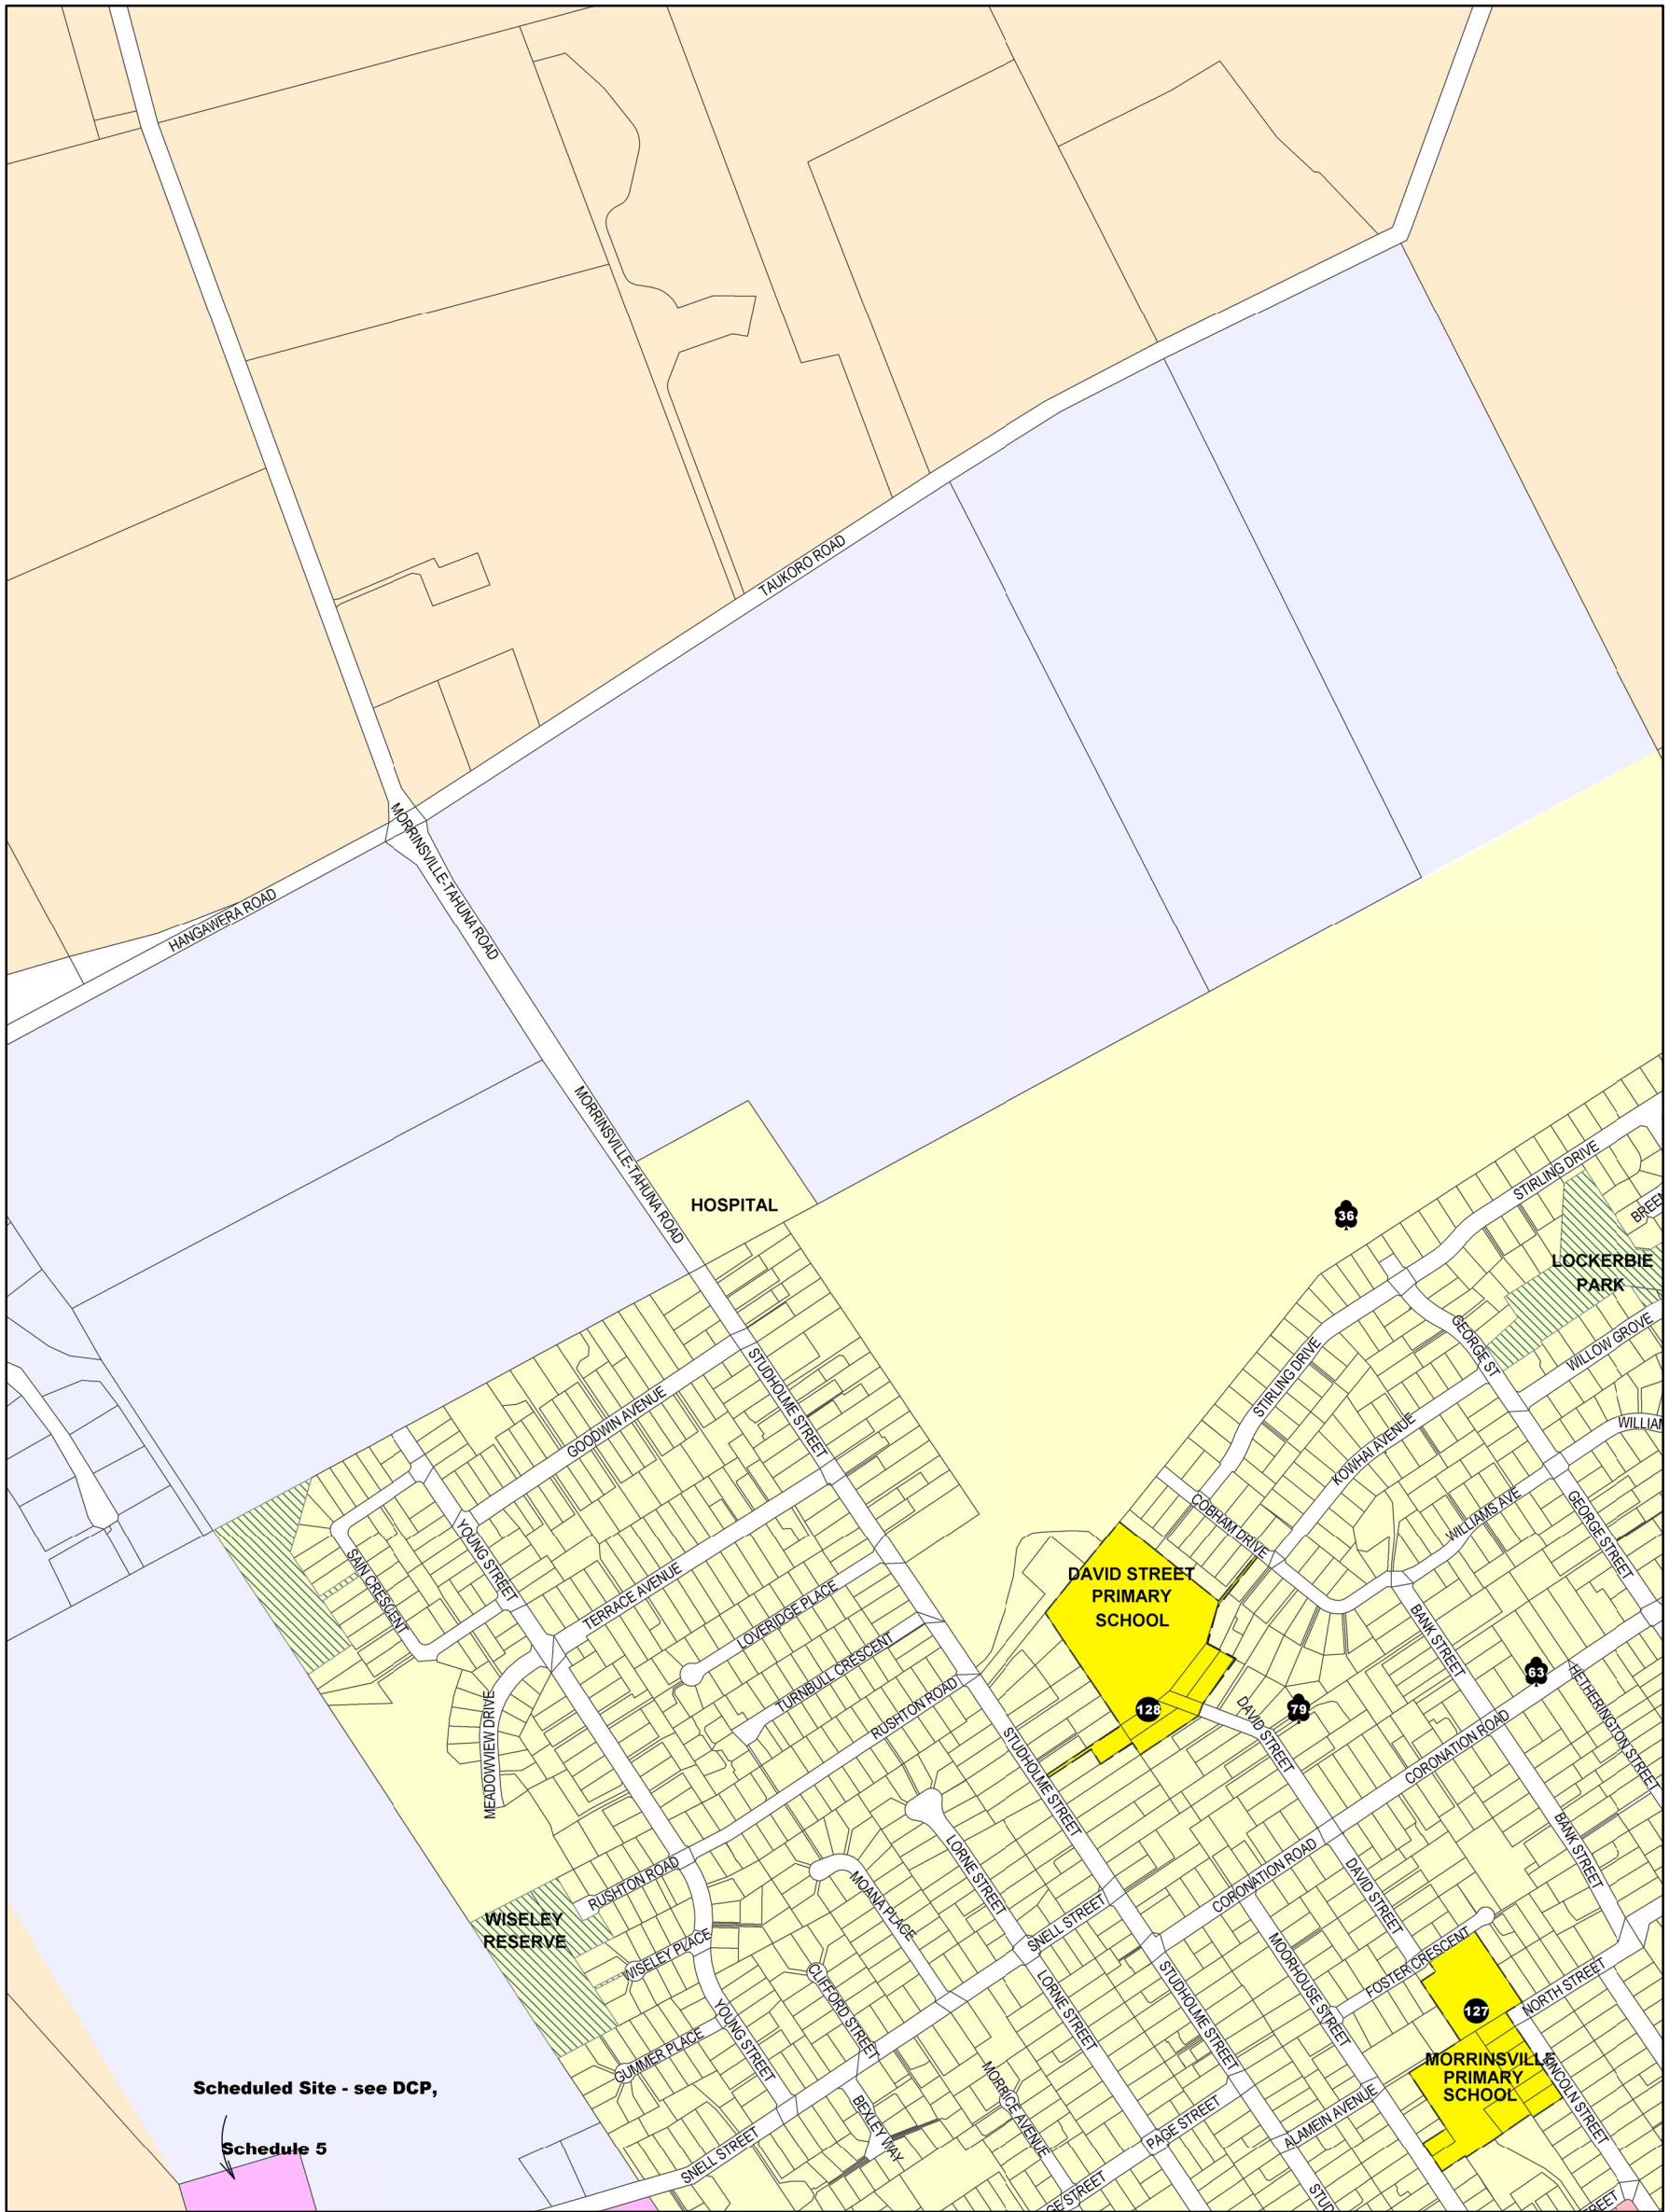 TAUKORO ROAD
MORRINSVILLE-TAHUNA ROAD
HANGAWERA ROAD
MORRINSVILLE-TAHUNA ROAD
HOSPITAL
STIRLING DRIVE
36
LOCKERBIE
PARK
GEORGE ST
WILLOW GROVE
STIRLING DRIVE
STUDHOLME STREET
GOODWIN AVENUE
KOWHAI AVENUE
COBHAM DRIVE
WILLIAMS AVE
GEORGE STREET
YOUNG STREET
SAIN CRESCENT
TERRACE AVENUE
LOVERIDGE PLACE
DAVID STREET
PRIMARY
SCHOOL
TURNBULL CRESCENT
BANK STREET
63
HETHERINGTON STREET
RUSHTON ROAD
128
79
DAVID STREET
MEADOWVIEW DRIVE
STUDHOLME STREET
CORONATION ROAD
BANK STREET
LORNE STREET
CORONATION ROAD
DAVID STREET
RUSHTON ROAD
MOANA PLACE
WISELEY
RESERVE
SNELL STREET
WISELEY PLACE
CLIFFORD STREET
LORNE STREET
STUDHOLME STREET
MOORHOUSE STREET
FOSTER CRESCENT
127
NORTH STREET
YOUNG STREET
GUMMER PLACE
MORRINSVILLE
PRIMARY
SCHOOL
LINCOLN STREET
Scheduled Site - see DCP,
Schedule 5
MORRICE AVENUE
BEXLEY WAY
PAGE STREET
ALAMEIN AVENUE
SNELL STREET